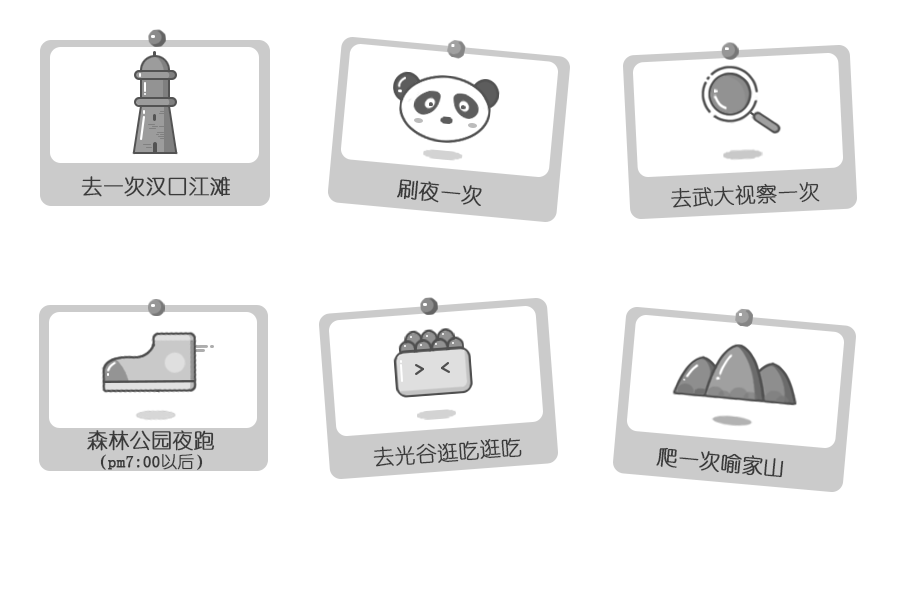 去一次汉口江滩
刷夜一次
去武大视察一次
森林公园夜跑
(pm7:00以后)
去光谷逛吃逛吃
爬一次喻家山